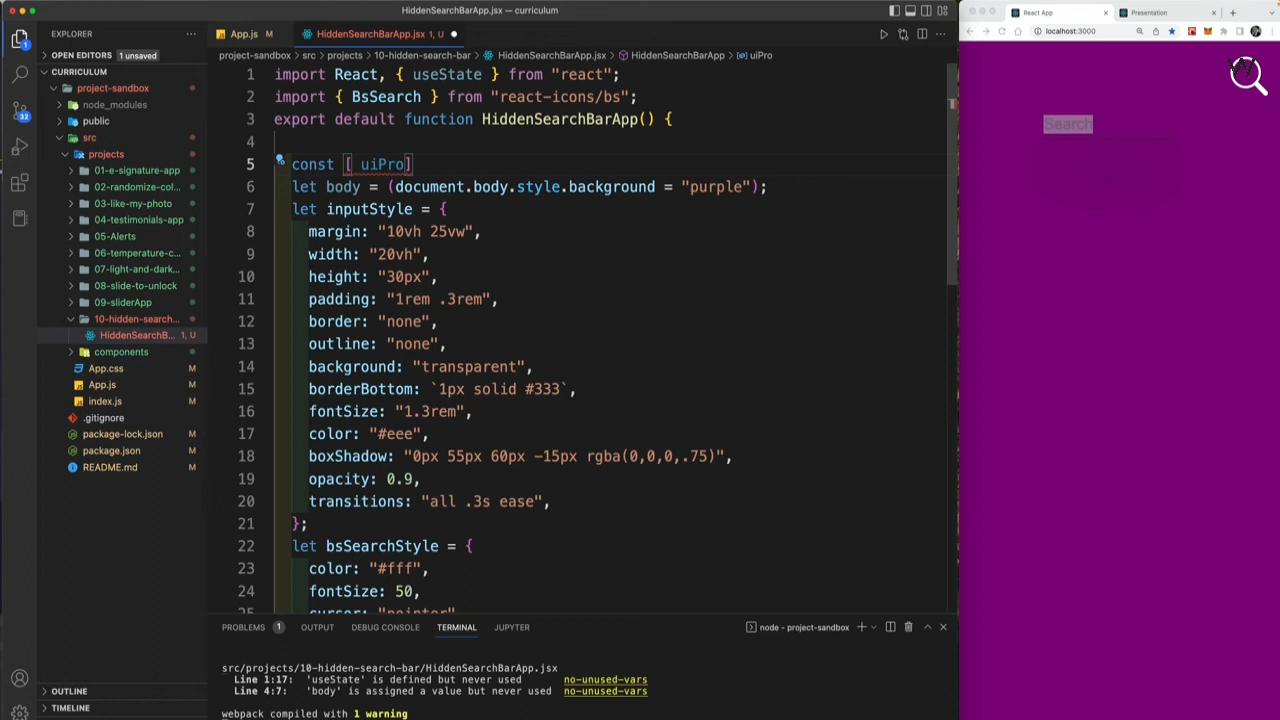 HiddenSearchBarApp.jsx — curriculum
EXPLORER
OPEN EDITORS 1 unsaved
CURRICULUM
project-sandbox
node_modules
public
src
projects
01-e-signature-app
02-randomize-col...
03-like-my-photo
04-testimonials-app
05-Alerts
06-temperature-c...
07-light-and-dark...
08-slide-to-unlock
09-sliderApp
10-hidden-search...
HiddenSearchB... 1, U
components
App.css M
App.js M
index.js M
.gitignore
package-lock.json M
package.json M
README.md M
OUTLINE
TIMELINE
1
32
App.js M
HiddenSearchBarApp.jsx 1, U
project-sandbox > src > projects > 10-hidden-search-bar > HiddenSearchBarApp.jsx > HiddenSearchBarApp > uiPro
1 import React, { useState } from "react";
2 import { BsSearch } from "react-icons/bs";
3 export default function HiddenSearchBarApp() {
4
5 const [ uiPro]
6 let body = (document.body.style.background = "purple");
7 let inputStyle = {
8 margin: "10vh 25vw",
9 width: "20vh",
10 height: "30px",
11 padding: "1rem .3rem",
12 border: "none",
13 outline: "none",
14 background: "transparent",
15 borderBottom: `1px solid #333`,
16 fontSize: "1.3rem",
17 color: "#eee",
18 boxShadow: "0px 55px 60px -15px rgba(0,0,0,.75)",
19 opacity: 0.9,
20 transitions: "all .3s ease",
21 };
22 let bsSearchStyle = {
23 color: "#fff",
24 fontSize: 50,
25 cursor: "pointer"
PROBLEMS 1 OUTPUT DEBUG CONSOLE TERMINAL JUPYTER
node - project-sandbox
src/projects/10-hidden-search-bar/HiddenSearchBarApp.jsx
Line 1:17: 'useState' is defined but never used no-unused-vars
Line 4:7: 'body' is assigned a value but never used no-unused-vars
webpack compiled with 1 warning
React App
Presentation
localhost:3000
Search